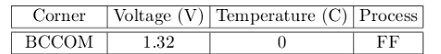 Corner Voltage (V) Temperature (C) Process
BCCOM 1.32 0 FF